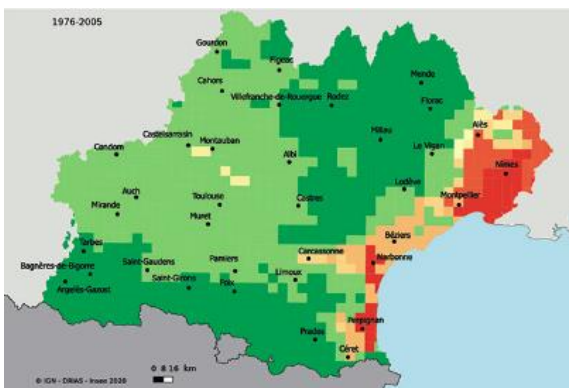 1976-2005
Gourdon
Figeac
Cahors
Mende
Villefranche-de-Rouergue
Rodez
Florac
Alès
Castelsarrasin
Montauban
Millau
Condom
Albi
Le Vigan
Nîmes
Auch
Toulouse
Castres
Lodève
Montpellier
Mirande
Muret
Béziers
Tarbes
Carcassonne
Narbonne
Bagnères-de-Bigorre
Saint-Gaudens
Pamiers
Limoux
Argelès-Gazost
Saint-Girons
Foix
Perpignan
Prades
Céret
© IGN - DRIAS - Insee 2020
0 8 16 km